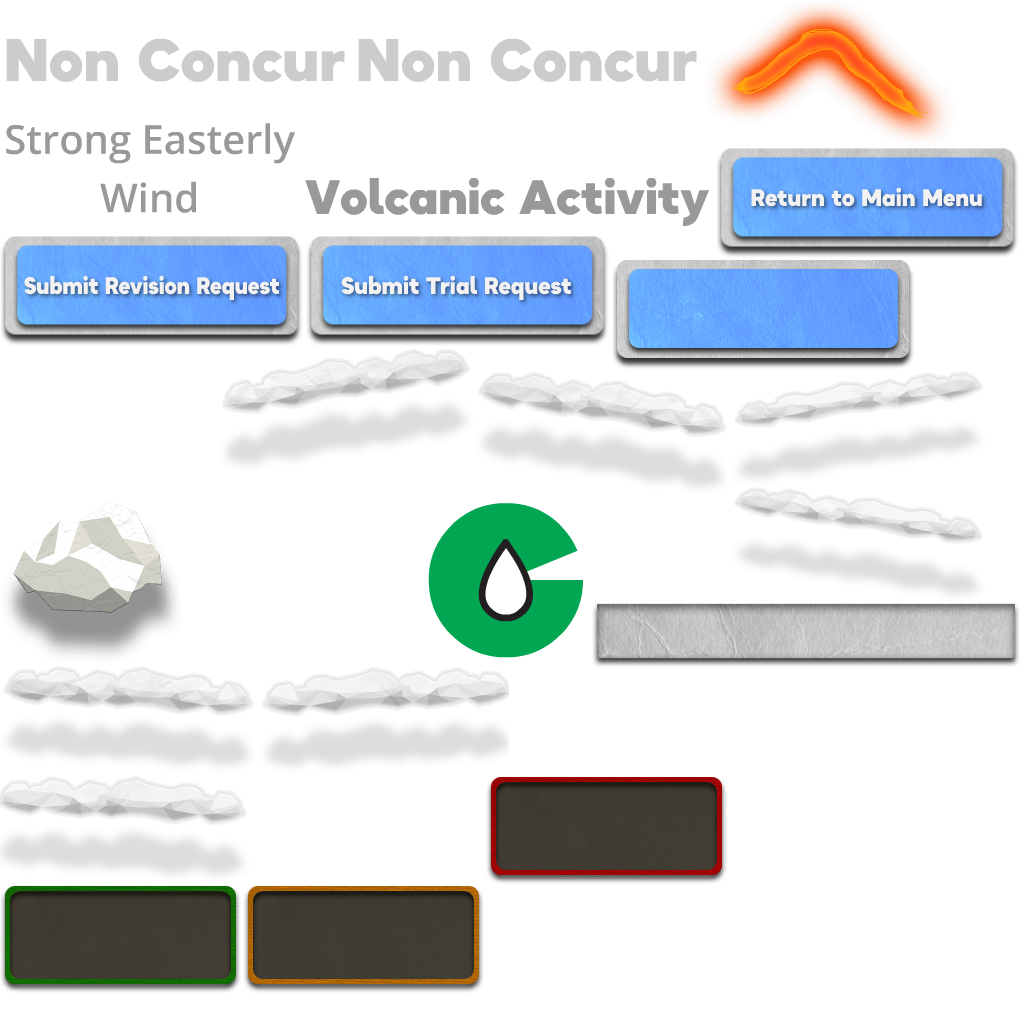 Non Concur
Non Concur
Strong Easterly
Wind
Volcanic Activity
Return to Main Menu
Submit Revision Request
Submit Trial Request